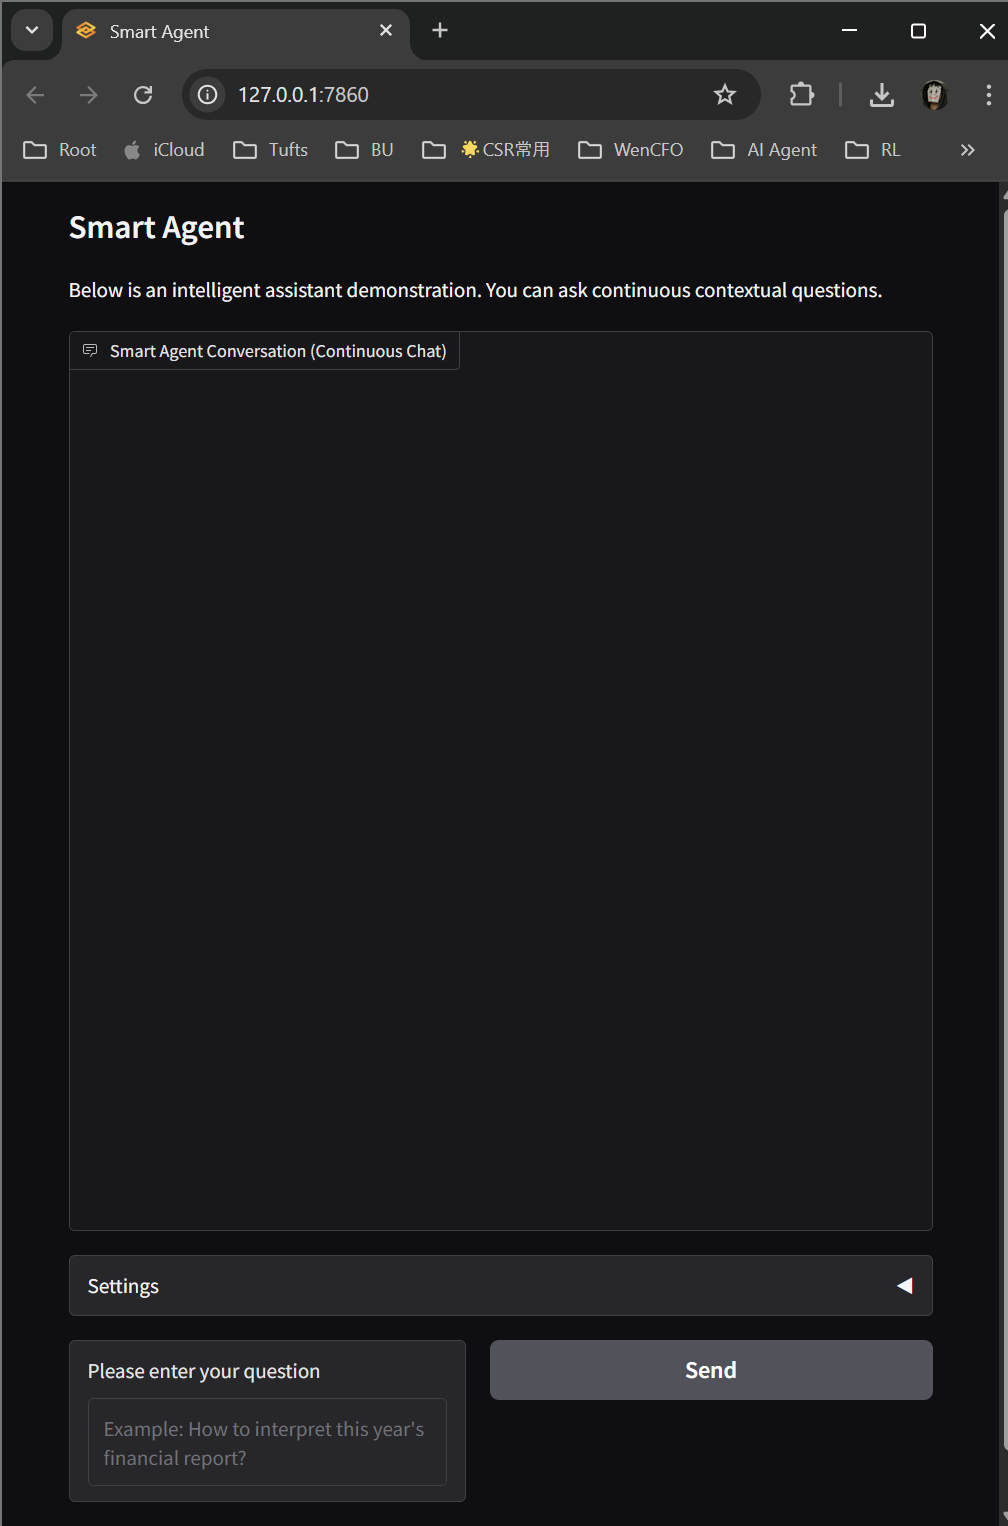 Smart Agent
127.0.0.1:7860
Root iCloud Tufts BU 🌟CSR常用 WenCFO AI Agent RL
Smart Agent
Below is an intelligent assistant demonstration. You can ask continuous contextual questions.
Smart Agent Conversation (Continuous Chat)
Settings
Please enter your question
Send
Example: How to interpret this year's
financial report?